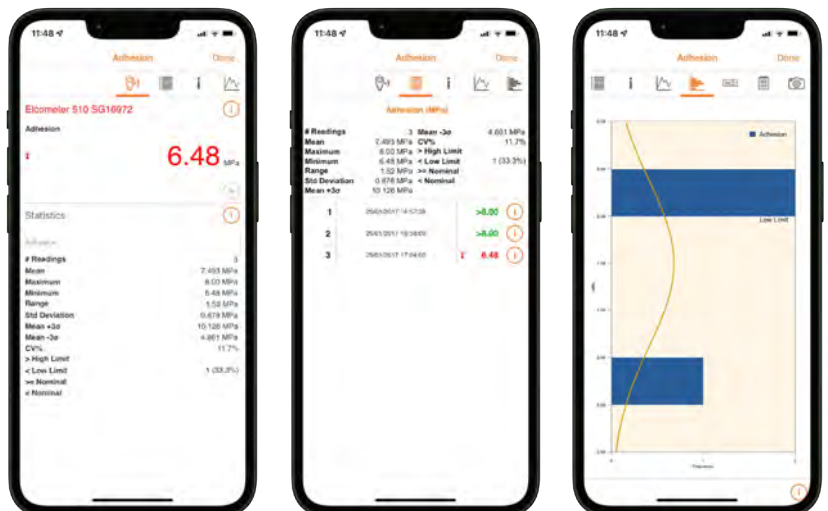 11:48
Adhesion Done
Elcometer 510 SG16972
Adhesion
6.48 MPa
Statistics
Adhesion
# Readings 3
Mean 7.493 MPa
Maximum 8.00 MPa
Minimum 6.48 MPa
Range 1.52 MPa
Std Deviation 0.878 MPa
Mean +3σ 10.126 MPa
Mean -3σ 4.861 MPa
CV% 11.7%
> High Limit
< Low Limit 1 (33.3%)
>= Nominal
< Nominal
11:48
Adhesion Done
Adhesion (MPa)
# Readings 3 Mean -3σ 4.861 MPa
Mean 7.493 MPa CV% 11.7%
Maximum 8.00 MPa > High Limit
Minimum 6.48 MPa < Low Limit 1 (33.3%)
Range 1.52 MPa >= Nominal
Std Deviation 0.878 MPa < Nominal
Mean +3σ 10.126 MPa
1 >8.00
2 >8.00
3 6.48
11:48
Adhesion Done
Adhesion
Low Limit
Frequency